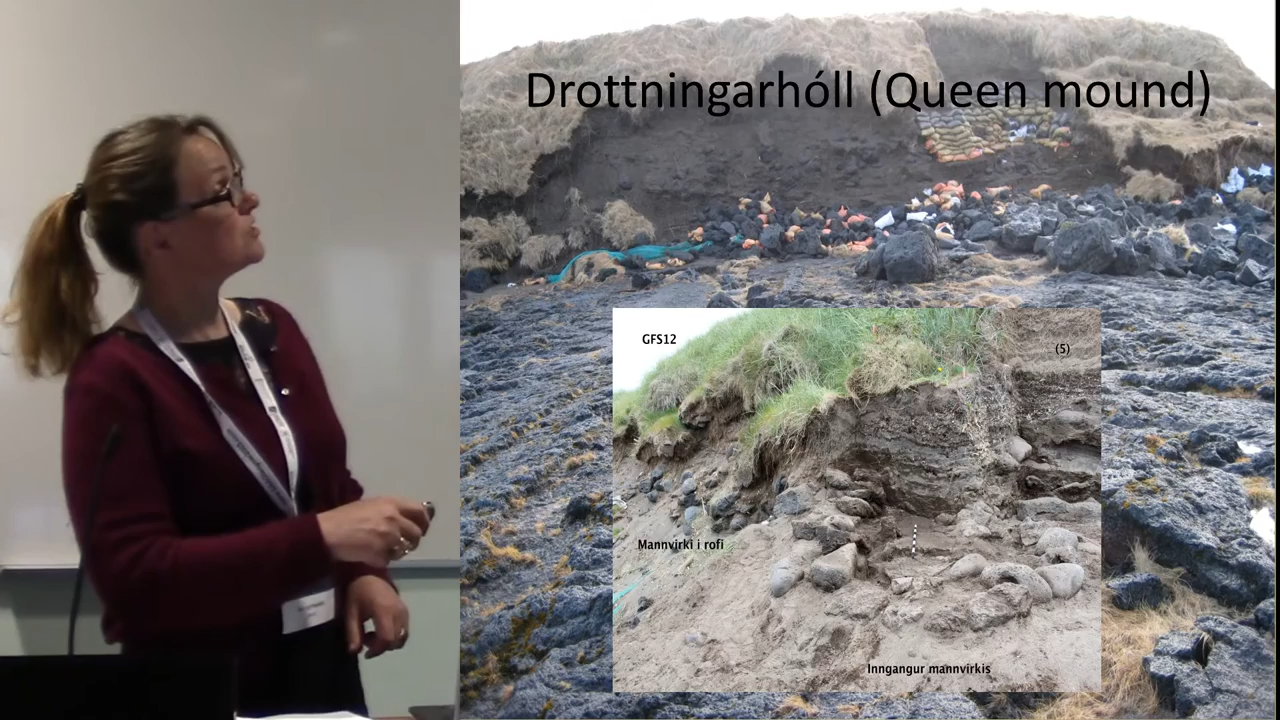 Drottningarhóll (Queen mound)
GFS12
(5)
Mannvirki i rofi
Inngangur mannvirkis